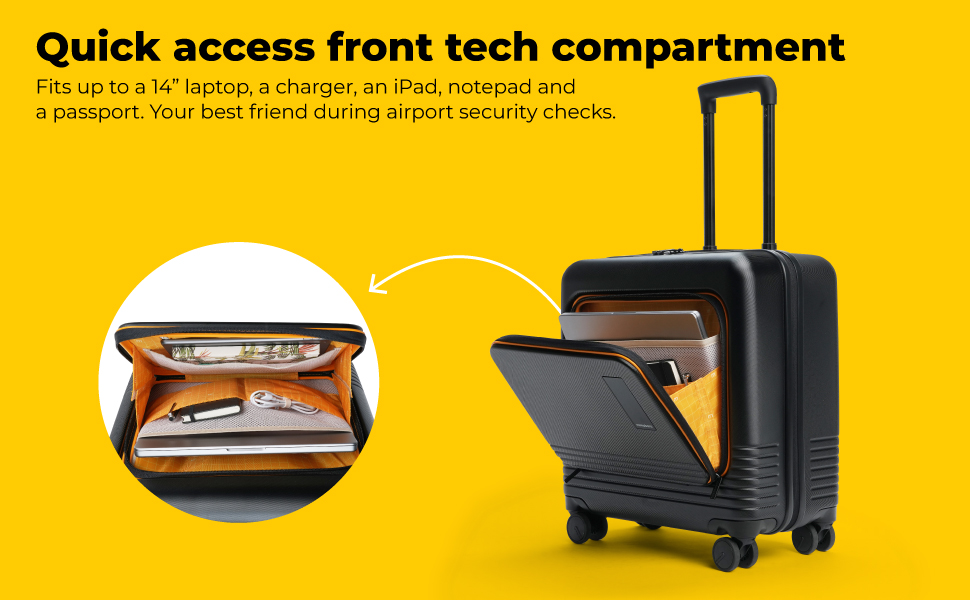 Quick access front tech compartment
Fits up to a 14” laptop, a charger, an iPad, notepad and
a passport. Your best friend during airport security checks.